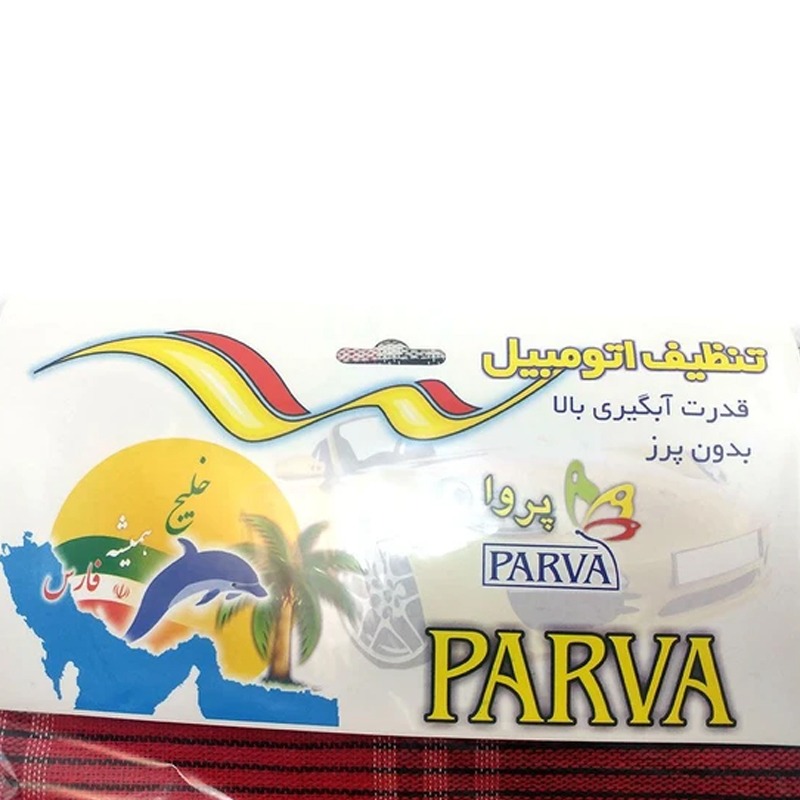 تنظیف اتومبیل
قدرت آبگیری بالا
بدون پرز
پروا
PARVA
PARVA
خلیج
همیشه
فارس